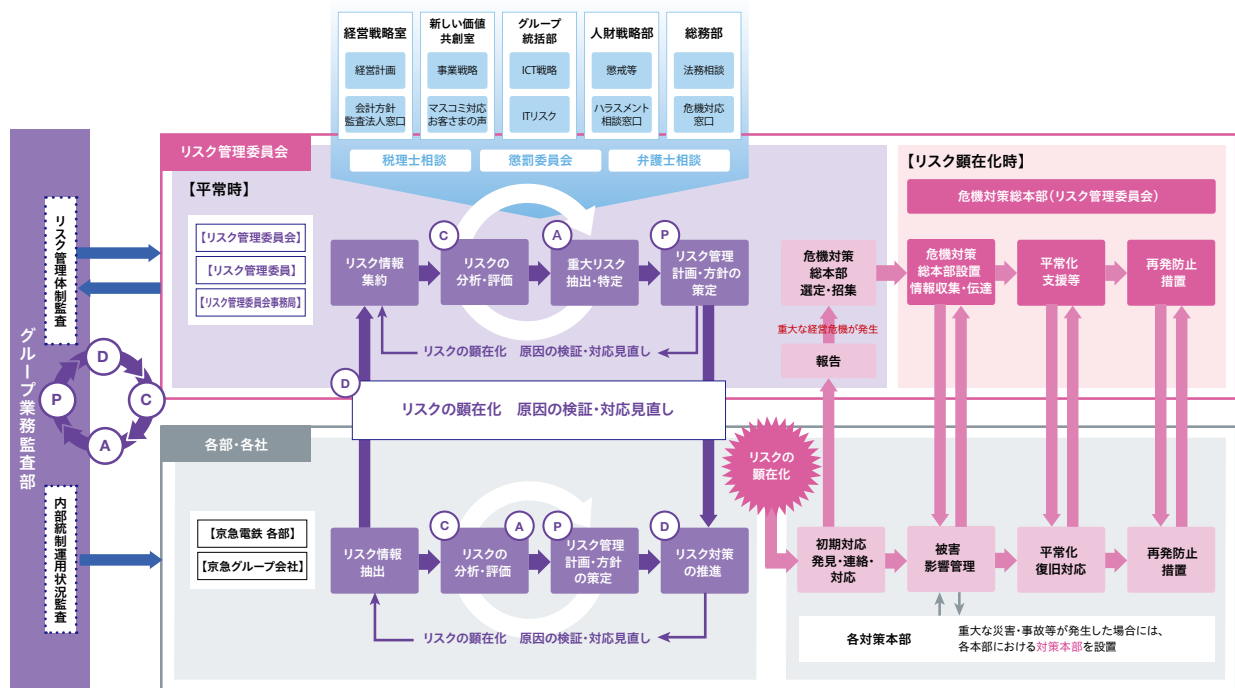 経営戦略室
経営計画
会計方針
監査法人窓口
新しい価値
共創室
事業戦略
マスコミ対応
お客さまの声
グループ
統括部
ICT戦略
ITリスク
人財戦略部
懲戒等
ハラスメント
相談窓口
総務部
法務相談
危機対応
窓口
税理士相談
懲罰委員会
弁護士相談
グループ業務監査部
リスク管理体制監査
P
D
C
A
内部統制運用状況監査
リスク管理委員会
【平常時】
【リスク管理委員会】
【リスク管理委員】
【リスク管理委員会事務局】
リスク情報
集約
C
リスクの
分析・評価
A
重大リスク
抽出・特定
P
リスク管理
計画・方針の
策定
リスクの顕在化 原因の検証・対応見直し
D
リスクの顕在化 原因の検証・対応見直し
危機対策
総本部
選定・招集
重大な経営危機が発生
報告
【リスク顕在化時】
危機対策総本部(リスク管理委員会)
危機対策
総本部設置
情報収集・伝達
平常化
支援等
再発防止
措置
各部・各社
【京急電鉄 各部】
【京急グループ会社】
リスク情報
抽出
C
リスクの
分析・評価
A
P
リスク管理
計画・方針
の策定
D
リスク対策
の推進
リスクの顕在化 原因の検証・対応見直し
リスクの
顕在化
初期対応
発見・連絡・
対応
被害
影響管理
平常化
復旧対応
再発防止
措置
各対策本部
重大な災害・事故等が発生した場合には、
各本部における対策本部を設置